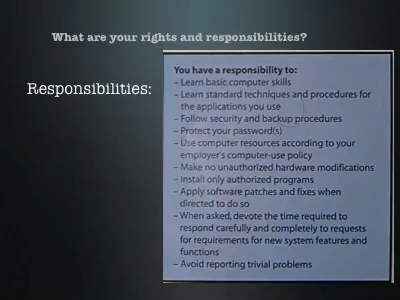 What are your rights and responsibilities?
Responsibilities:
You have a responsibility to:
– Learn basic computer skills
– Learn standard techniques and procedures for
the applications you use
– Follow security and backup procedures
– Protect your password(s)
– Use computer resources according to your
employer's computer-use policy
– Make no unauthorized hardware modifications
– Install only authorized programs
– Apply software patches and fixes when
directed to do so
– When asked, devote the time required to
respond carefully and completely to requests
for requirements for new system features and
functions
– Avoid reporting trivial problems